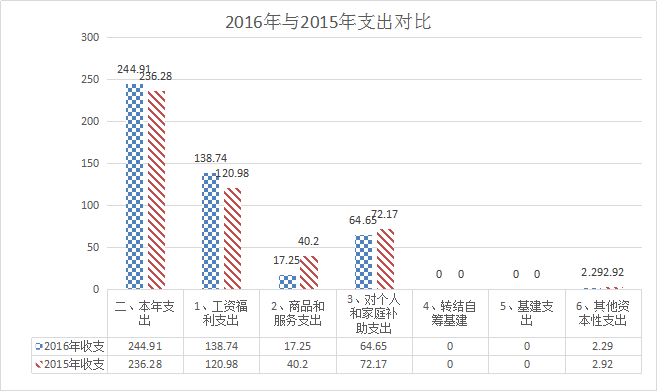 2016年与2015年支出对比
300
250
200
150
100
50
0
244.91
236.28
138.74
120.98
17.25
40.2
64.65
72.17
0
0
0
0
2.29
2.92
二、本年支
出
1、工资福
利支出
2、商品和
服务支出
3、对个人
和家庭补
助支出
4、转结自
筹基建
5、基建支
出
6、其他资
本性支出
2016年收支 244.91 138.74 17.25 64.65 0 0 2.29
2015年收支 236.28 120.98 40.2 72.17 0 0 2.92